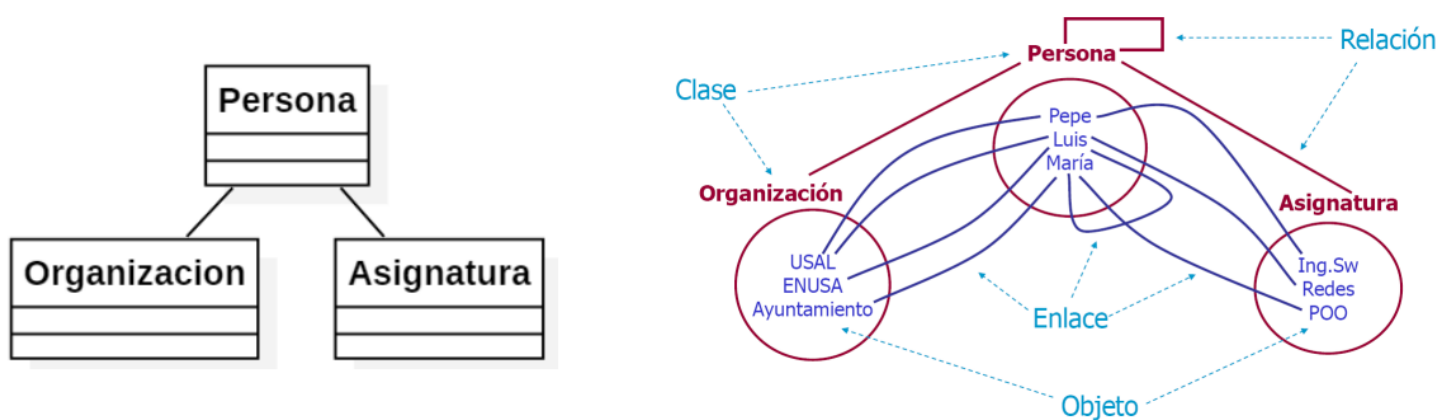 Persona
Organizacion
Asignatura
Relación
Persona
Clase
Pepe
Luis
María
Organización
Asignatura
USAL
ENUSA
Ayuntamiento
Ing.Sw
Redes
POO
Enlace
Objeto